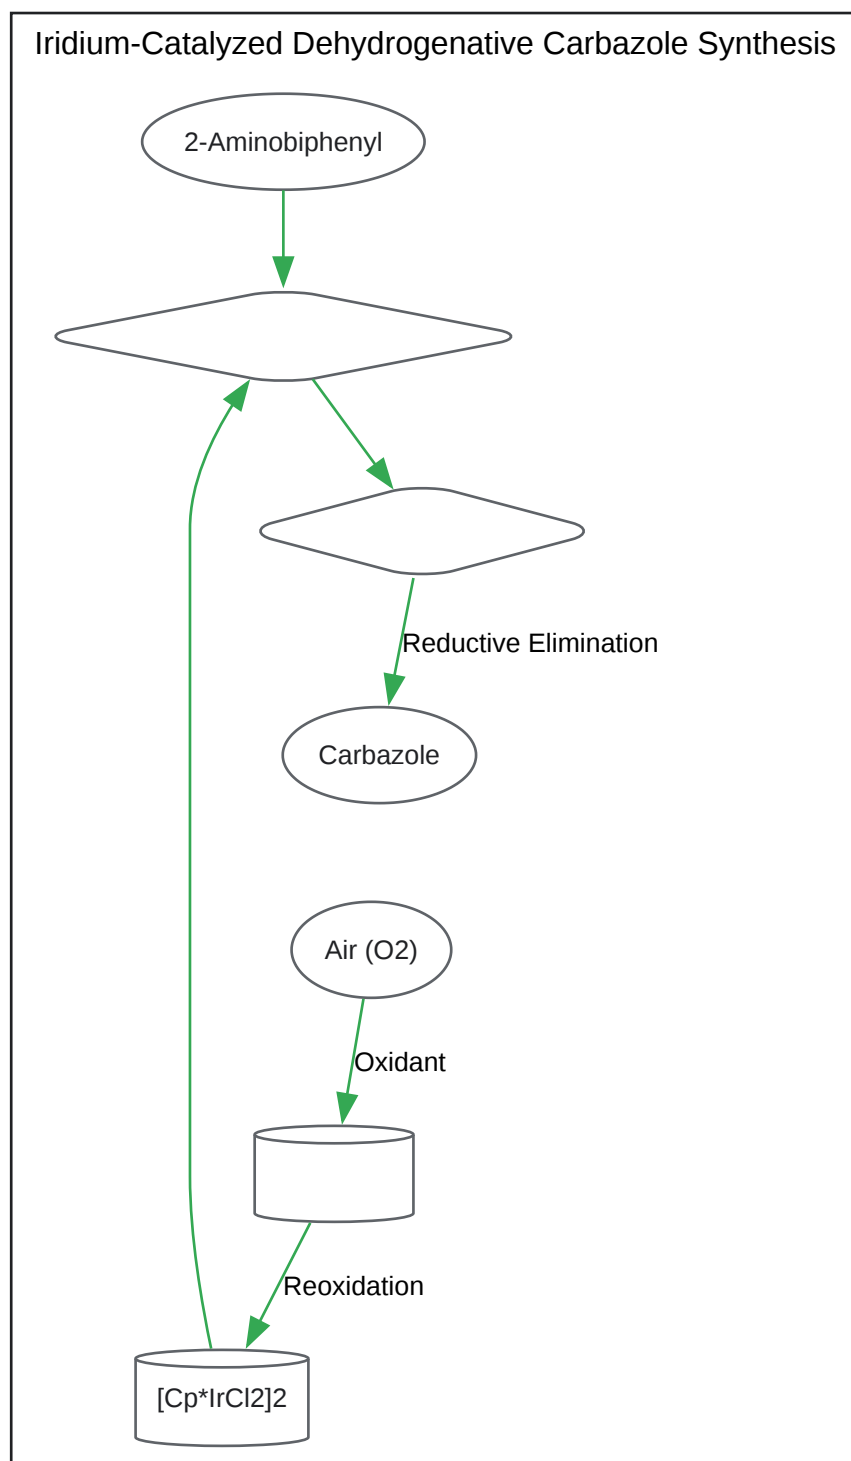 Iridium-Catalyzed Dehydrogenative Carbazole Synthesis
2-Aminobiphenyl
Reductive Elimination
Carbazole
Air (O2)
Oxidant
Reoxidation
[Cp*IrCl2]2